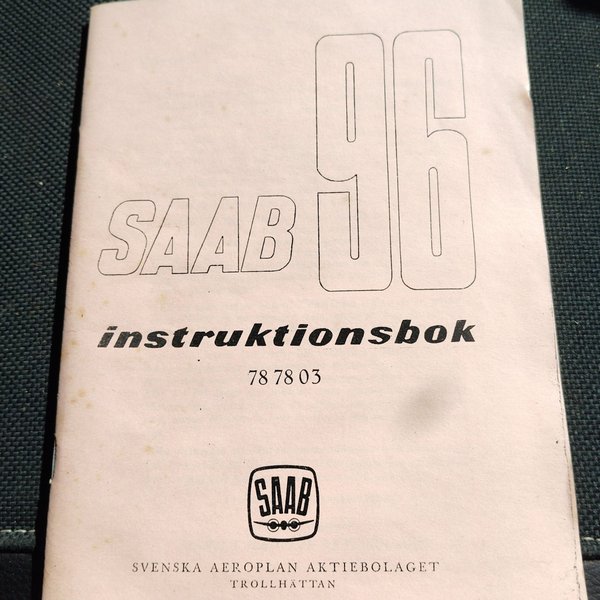 SAAB 96
instruktionsbok
78 78 03
SAAB
SVENSKA AEROPLAN AKTIEBOLAGET
TROLLHÄTTAN